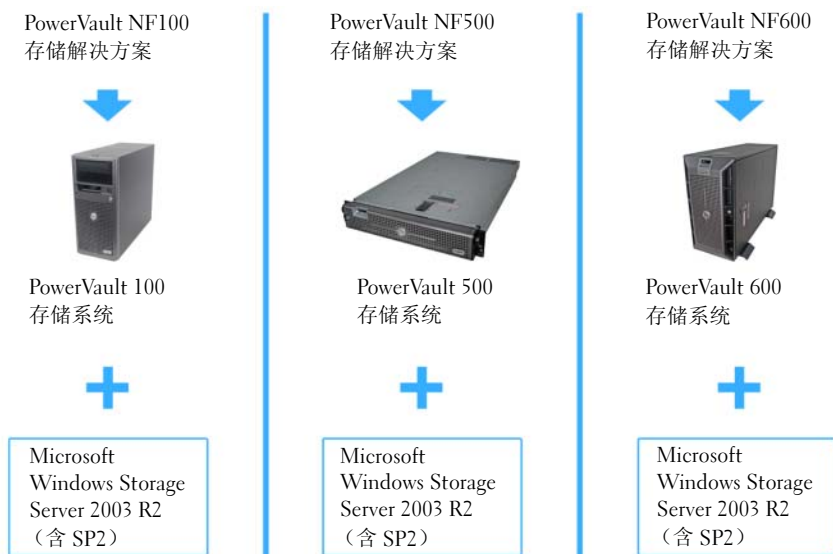 PowerVault NF100
存储解决方案
PowerVault 100
存储系统
Microsoft
Windows Storage
Server 2003 R2
（含 SP2）
PowerVault NF500
存储解决方案
PowerVault 500
存储系统
Microsoft
Windows Storage
Server 2003 R2
（含 SP2）
PowerVault NF600
存储解决方案
PowerVault 600
存储系统
Microsoft
Windows Storage
Server 2003 R2
（含 SP2）